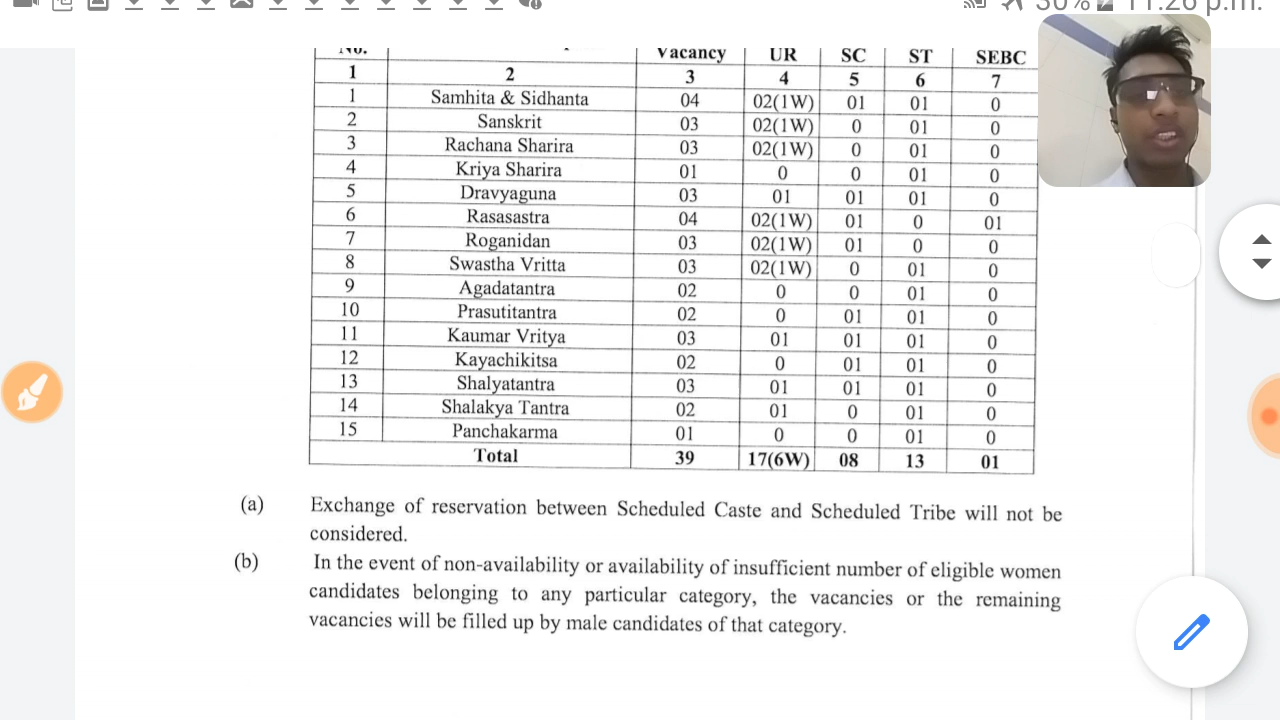 30% 11:26 p.m.
No. Vacancy UR SC ST SEBC
1 2 3 4 5 6 7
1 Samhita & Sidhanta 04 02(1W) 01 01 0
2 Sanskrit 03 02(1W) 0 01 0
3 Rachana Sharira 03 02(1W) 0 01 0
4 Kriya Sharira 01 0 0 01 0
5 Dravyaguna 03 01 01 01 0
6 Rasasastra 04 02(1W) 01 0 01
7 Roganidan 03 02(1W) 01 0 0
8 Swastha Vritta 03 02(1W) 0 01 0
9 Agadatantra 02 0 0 01 0
10 Prasutitantra 02 0 01 01 0
11 Kaumar Vritya 03 01 01 01 0
12 Kayachikitsa 02 0 01 01 0
13 Shalyatantra 03 01 01 01 0
14 Shalakya Tantra 02 01 0 01 0
15 Panchakarma 01 0 0 01 0
Total 39 17(6W) 08 13 01
(a) Exchange of reservation between Scheduled Caste and Scheduled Tribe will not be
considered.
(b) In the event of non-availability or availability of insufficient number of eligible women
candidates belonging to any particular category, the vacancies or the remaining
vacancies will be filled up by male candidates of that category.